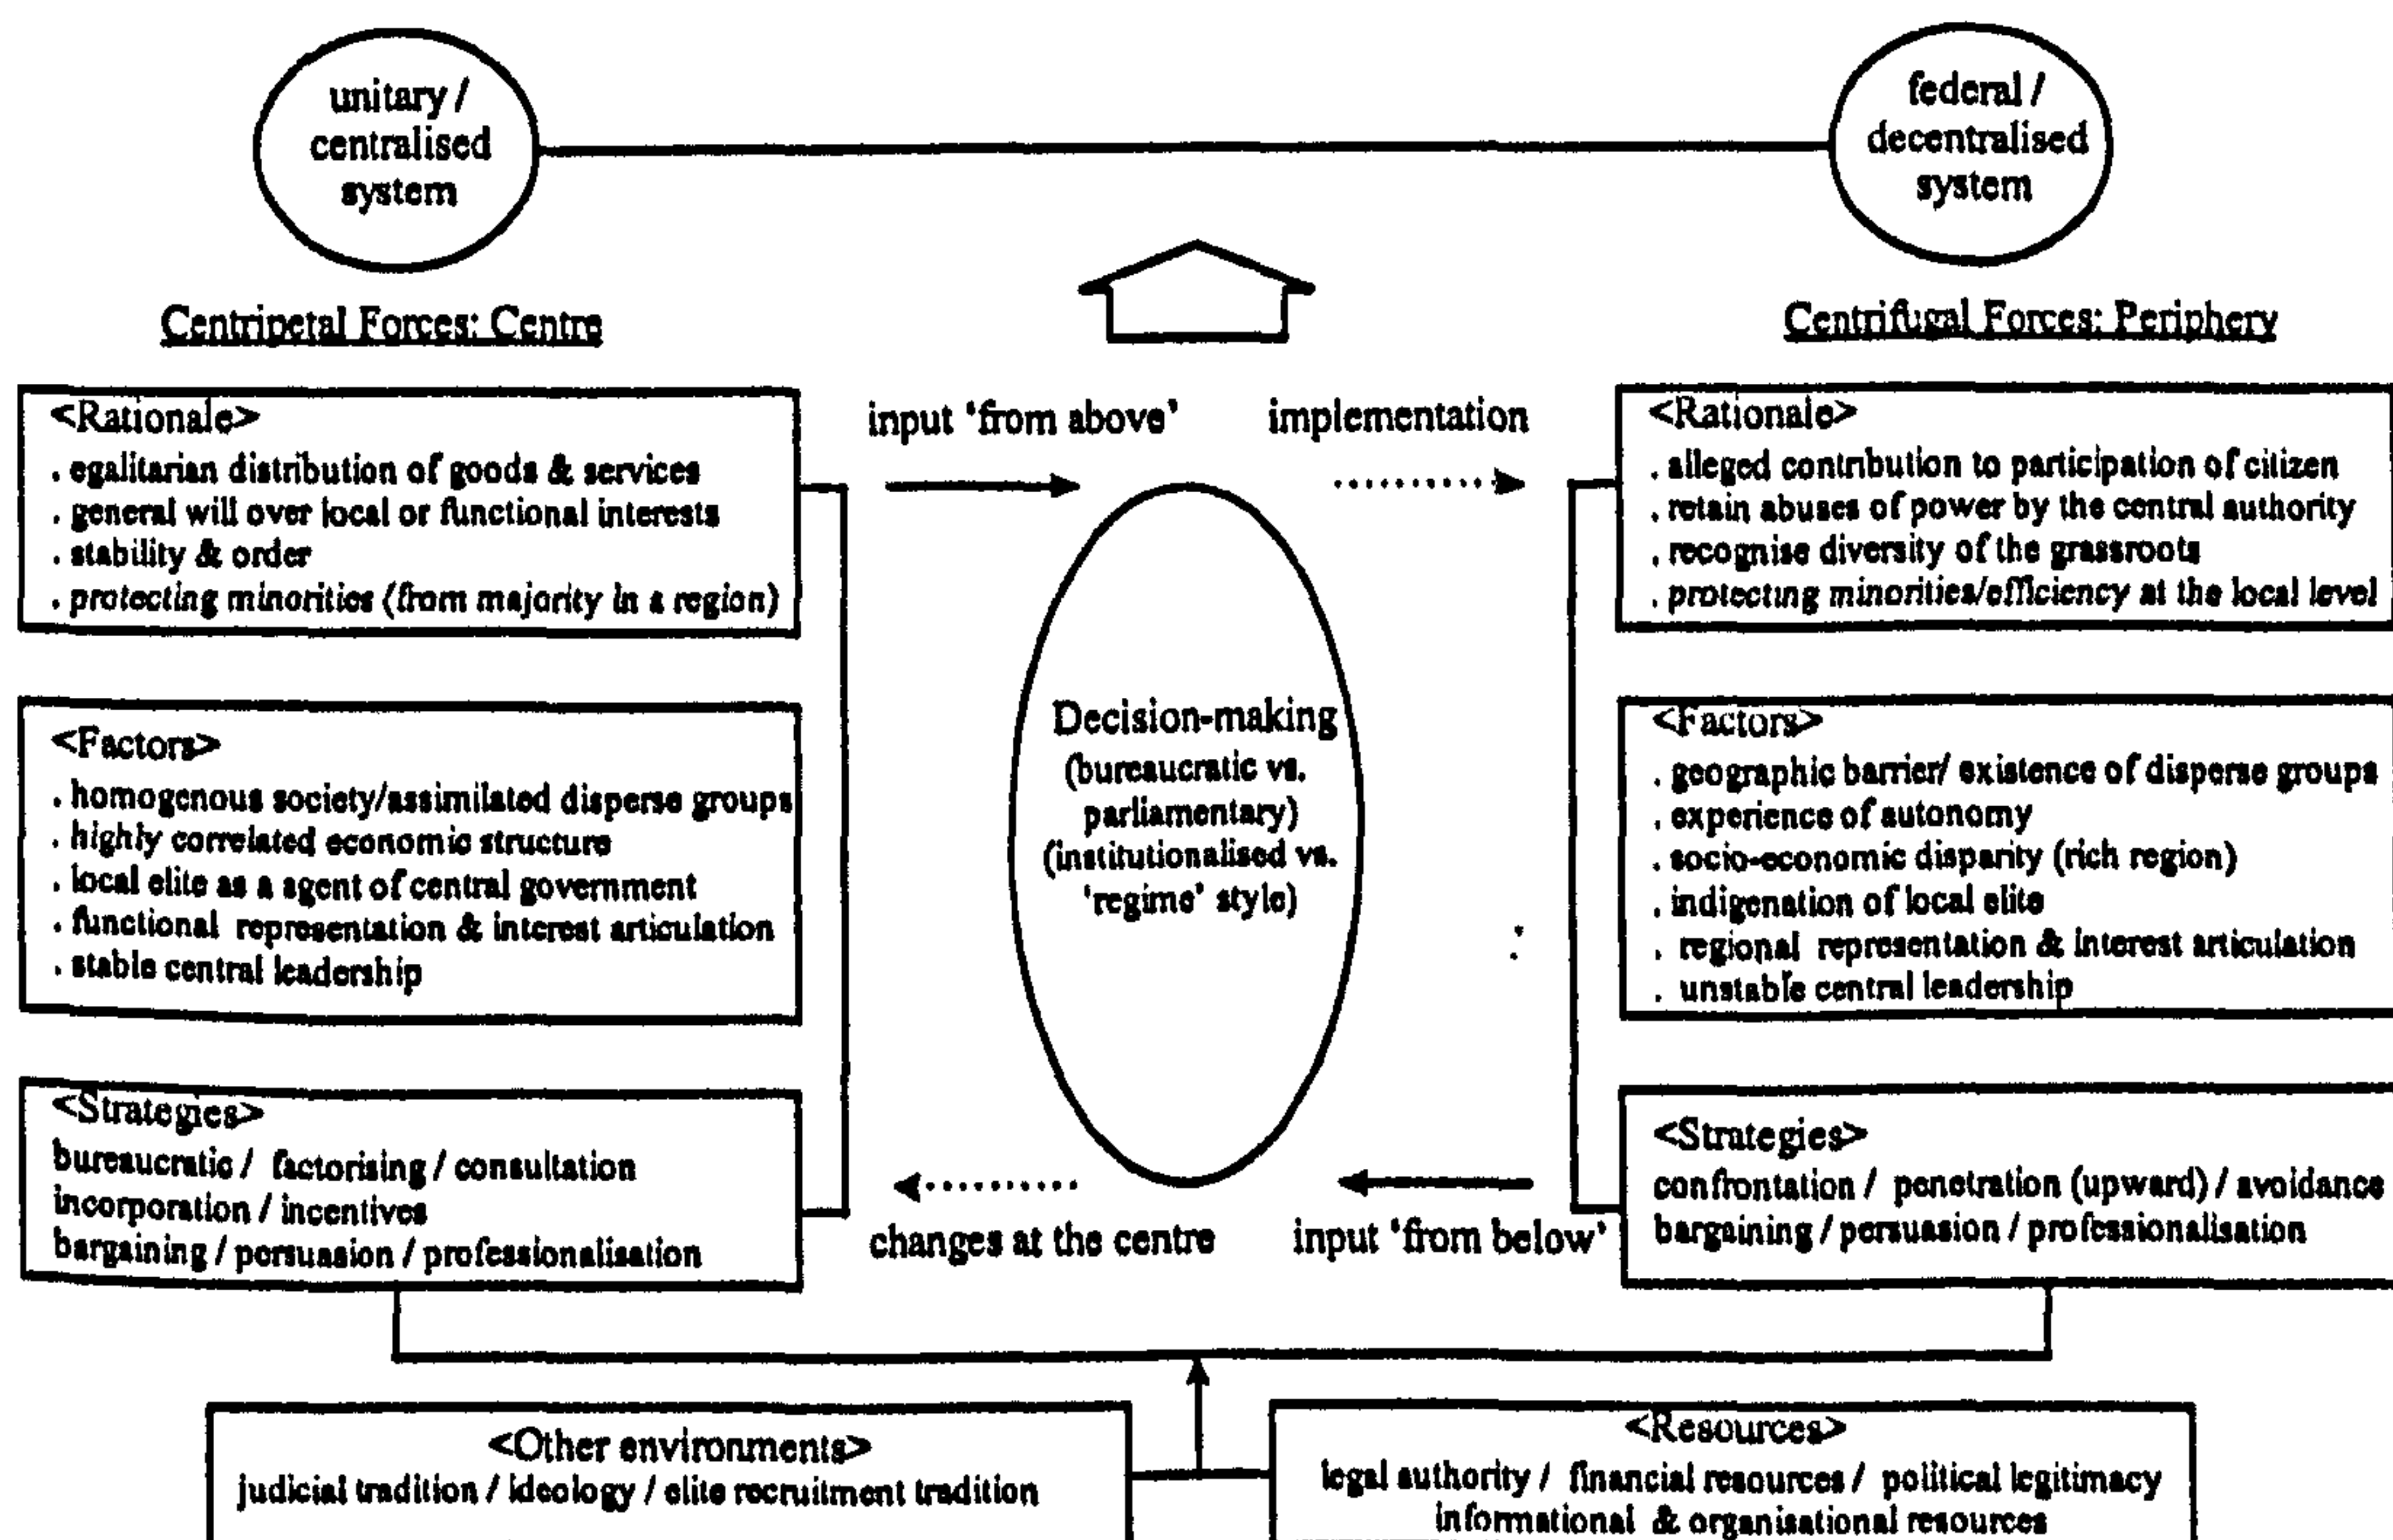 unitary /
centralised
system
federal /
decentralised
system
Centripetal Forces: Centre
Centrifugal Forces: Periphery
<Rationale>
. egalitarian distribution of goods & services
. general will over local or functional interests
. stability & order
. protecting minorities (from majority in a region)
input ‘from above’
implementation
<Rationale>
. alleged contribution to participation of citizen
. retain abuses of power by the central authority
. recognise diversity of the grassroots
. protecting minorities/efficiency at the local level
<Factors>
. homogenous society/assimilated disperse groups
. highly correlated economic structure
. local elite as a agent of central government
. functional representation & interest articulation
. stable central leadership
Decision-making
(bureaucratic vs.
parliamentary)
(institutionalised vs.
‘regime’ style)
<Factors>
. geographic barrier/ existence of disperse groups
. experience of autonomy
. socio-economic disparity (rich region)
. indigenation of local elite
. regional representation & interest articulation
. unstable central leadership
<Strategies>
bureaucratic / factorising / consultation
incorporation / incentives
bargaining / persuasion / professionalisation
changes at the centre
input ‘from below’
<Strategies>
confrontation / penetration (upward) / avoidance
bargaining / persuasion / professionalisation
<Other environments>
judicial tradition / ideology / elite recruitment tradition
<Resources>
legal authority / financial resources / political legitimacy
informational & organisational resources